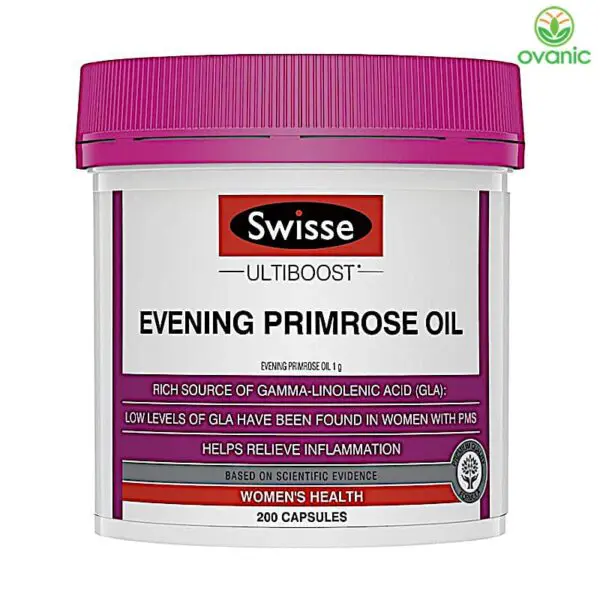 ovanic
Swisse
ULTIBOOST
EVENING PRIMROSE OIL
EVENING PRIMROSE OIL 1 g
RICH SOURCE OF GAMMA-LINOLENIC ACID (GLA):
LOW LEVELS OF GLA HAVE BEEN FOUND IN WOMEN WITH PMS
HELPS RELIEVE INFLAMMATION
BASED ON SCIENTIFIC EVIDENCE
WOMEN'S HEALTH
200 CAPSULES